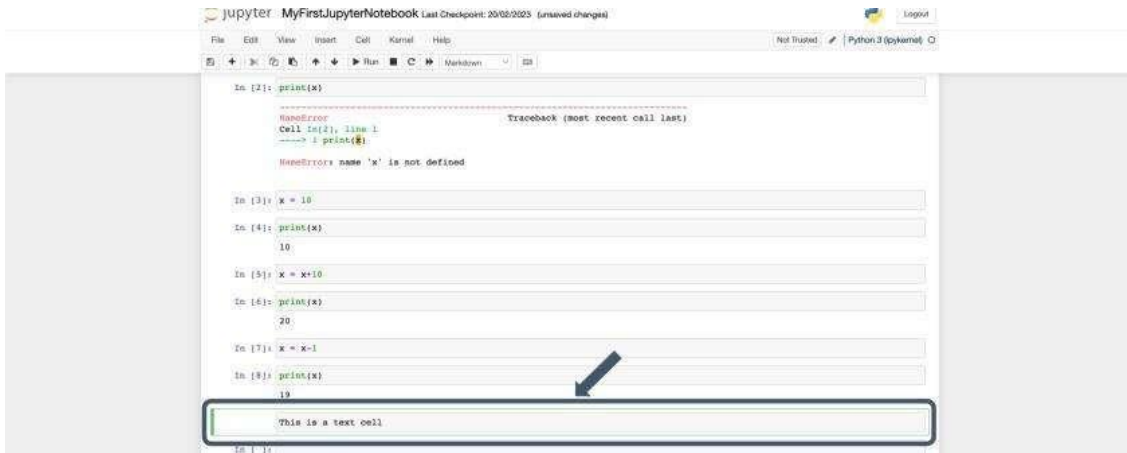 jupyter MyFirstJupyterNotebook Last Checkpoint: 20/02/2023 (unsaved changes) Logout
File Edit View Insert Cell Kernel Help Not Trusted Python 3 (ipykernel)
Run Markdown
In [2]: print(x)
NameError Traceback (most recent call last)
Cell In[2], line 1
----> 1 print(x)
NameError: name 'x' is not defined
In [3]: x = 10
In [4]: print(x)
10
In [5]: x = x+10
In [6]: print(x)
20
In [7]: x = x-1
In [8]: print(x)
19
This is a text cell
In [ ]: